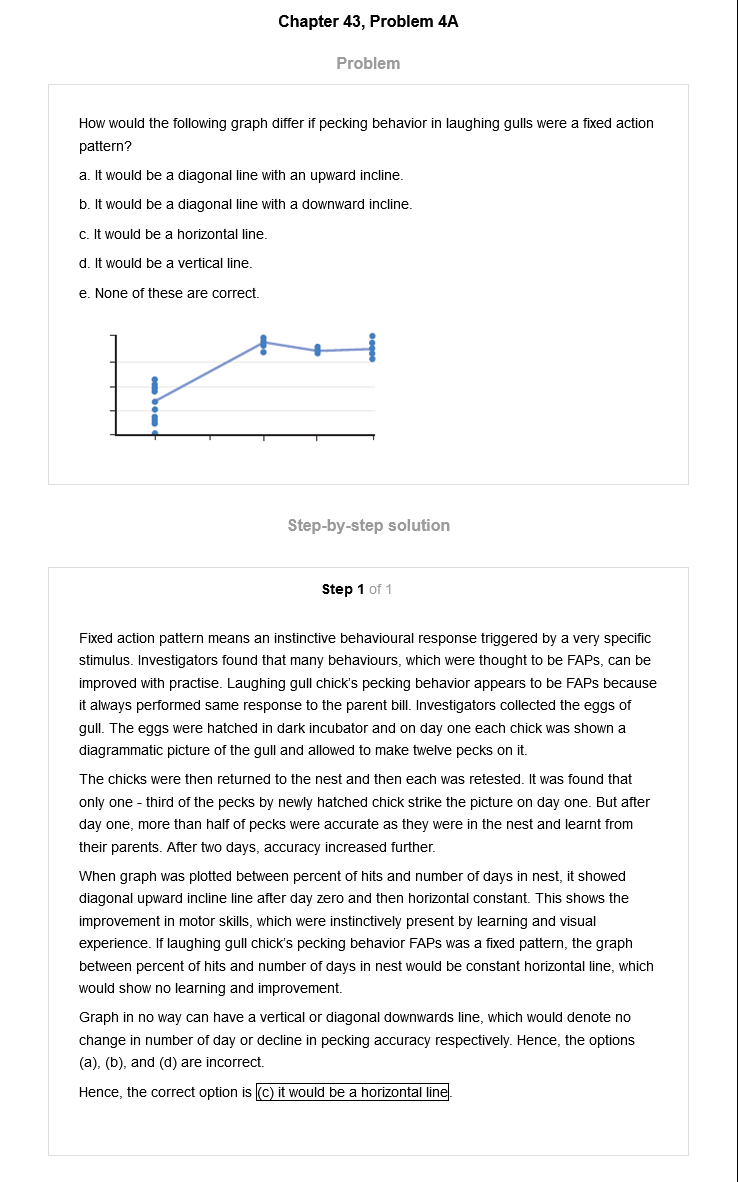 Chapter 43, Problem 4A
Problem
How would the following graph differ if pecking behavior in laughing gulls were a fixed action
pattern?
a. It would be a diagonal line with an upward incline.
b. It would be a diagonal line with a downward incline.
c. It would be a horizontal line.
d. It would be a vertical line.
e. None of these are correct.
Step-by-step solution
Step 1 of 1
Fixed action pattern means an instinctive behavioural response triggered by a very specific
stimulus. Investigators found that many behaviours, which were thought to be FAPs, can be
improved with practise. Laughing gull chick's pecking behavior appears to be FAPs because
it always performed same response to the parent bill. Investigators collected the eggs of
gull. The eggs were hatched in dark incubator and on day one each chick was shown a
diagrammatic picture of the gull and allowed to make twelve pecks on it.
The chicks were then returned to the nest and then each was retested. It was found that
only one - third of the pecks by newly hatched chick strike the picture on day one. But after
day one, more than half of pecks were accurate as they were in the nest and learnt from
their parents. After two days, accuracy increased further.
When graph was plotted between percent of hits and number of days in nest, it showed
diagonal upward incline line after day zero and then horizontal constant. This shows the
improvement in motor skills, which were instinctively present by learning and visual
experience. If laughing gull chick's pecking behavior FAPs was a fixed pattern, the graph
between percent of hits and number of days in nest would be constant horizontal line, which
would show no learning and improvement.
Graph in no way can have a vertical or diagonal downwards line, which would denote no
change in number of day or decline in pecking accuracy respectively. Hence, the options
(a), (b), and (d) are incorrect.
Hence, the correct option is (c) it would be a horizontal line.